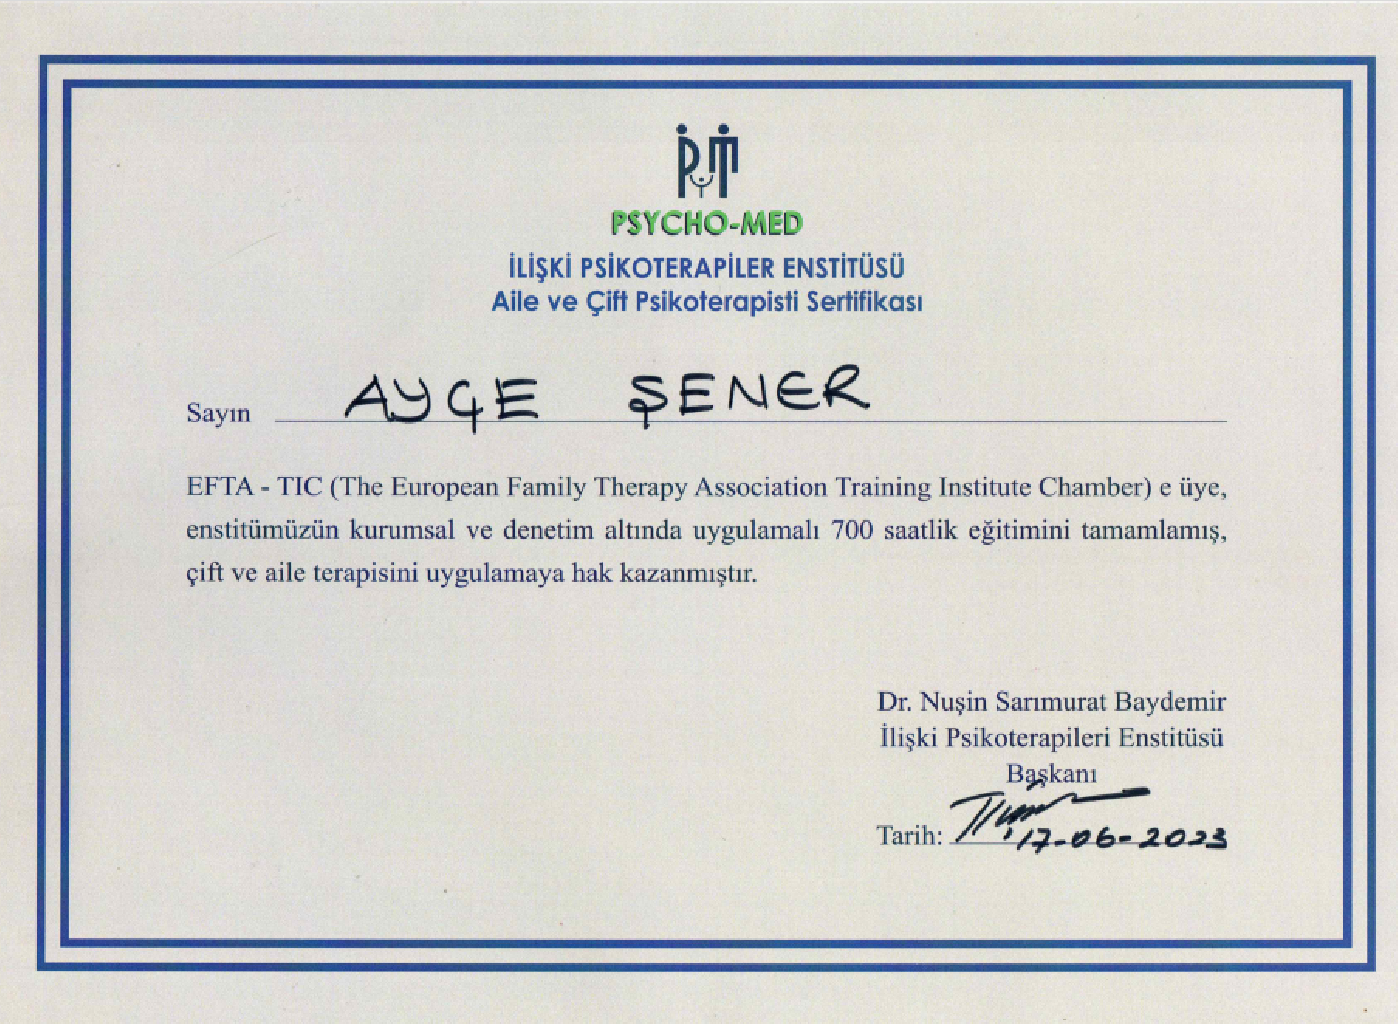 PSYCHO-MED
İLİŞKİ PSİKOTERAPİLER ENSTİTÜSÜ
Aile ve Çift Psikoterapisti Sertifikası
Sayın AYÇE ŞENER
EFTA - TIC (The European Family Therapy Association Training Institute Chamber) e üye,
enstitümüzün kurumsal ve denetim altında uygulamalı 700 saatlik eğitimini tamamlamış,
çift ve aile terapisini uygulamaya hak kazanmıştır.
Dr. Nuşin Sarımurat Baydemir
İlişki Psikoterapileri Enstitüsü
Başkanı
Tarih: 17-06-2023